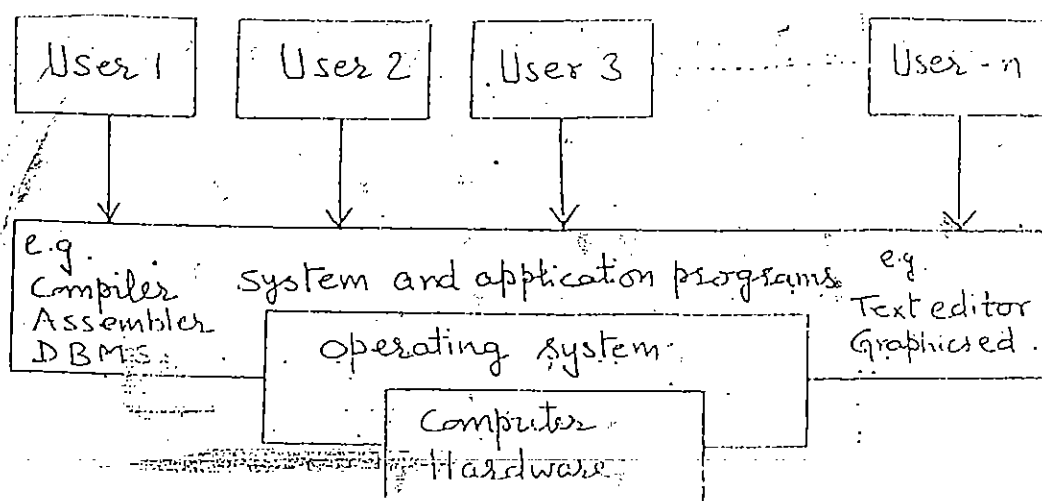 User 1
User 2
User 3
User - n
e.g.
Compiler
Assembler
DBMS
System and application programs
e.g.
Text editor
Graphicsed.
Operating System
Computer
Hardware